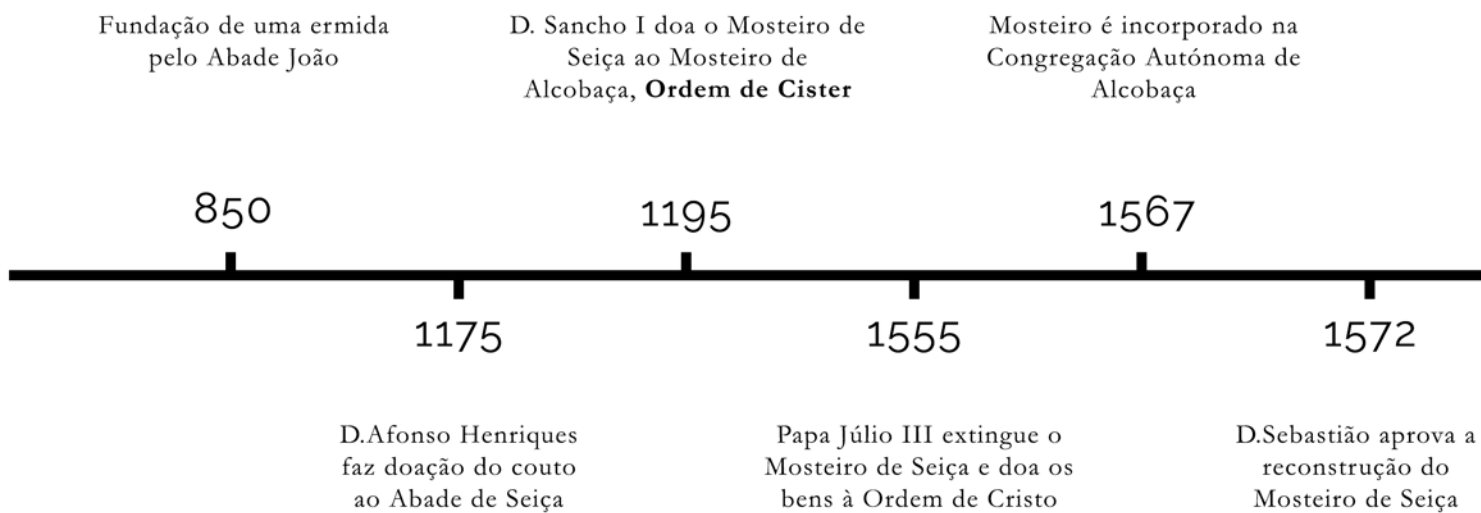 Fundação de uma ermida
pelo Abade João
D. Sancho I doa o Mosteiro de
Seiça ao Mosteiro de
Alcobaça, Ordem de Cister
Mosteiro é incorporado na
Congregação Autónoma de
Alcobaça
850
1195
1567
1175
1555
1572
D.Afonso Henriques
faz doação do couto
ao Abade de Seiça
Papa Júlio III extingue o
Mosteiro de Seiça e doa os
bens à Ordem de Cristo
D.Sebastião aprova a
reconstrução do
Mosteiro de Seiça